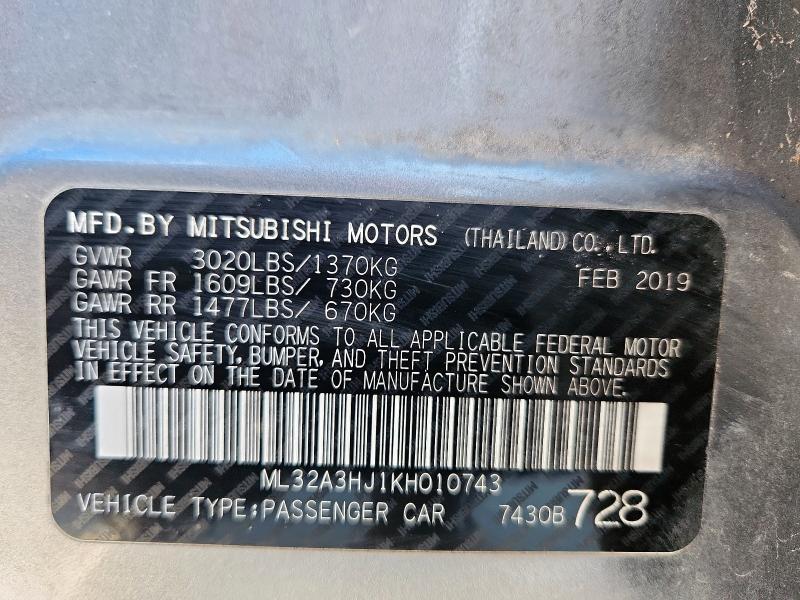 MFD.BY MITSUBISHI MOTORS (THAILAND) CO., LTD.
GVWR 3020LBS/1370KG FEB 2019
GAWR FR 1609LBS/ 730KG
GAWR RR 1477LBS/ 670KG
THIS VEHICLE CONFORMS TO ALL APPLICABLE FEDERAL MOTOR
VEHICLE SAFETY, BUMPER, AND THEFT PREVENTION STANDARDS
IN EFFECT ON THE DATE OF MANUFACTURE SHOWN ABOVE.
ML32A3HJ1KH010743
VEHICLE TYPE:PASSENGER CAR 7430B728